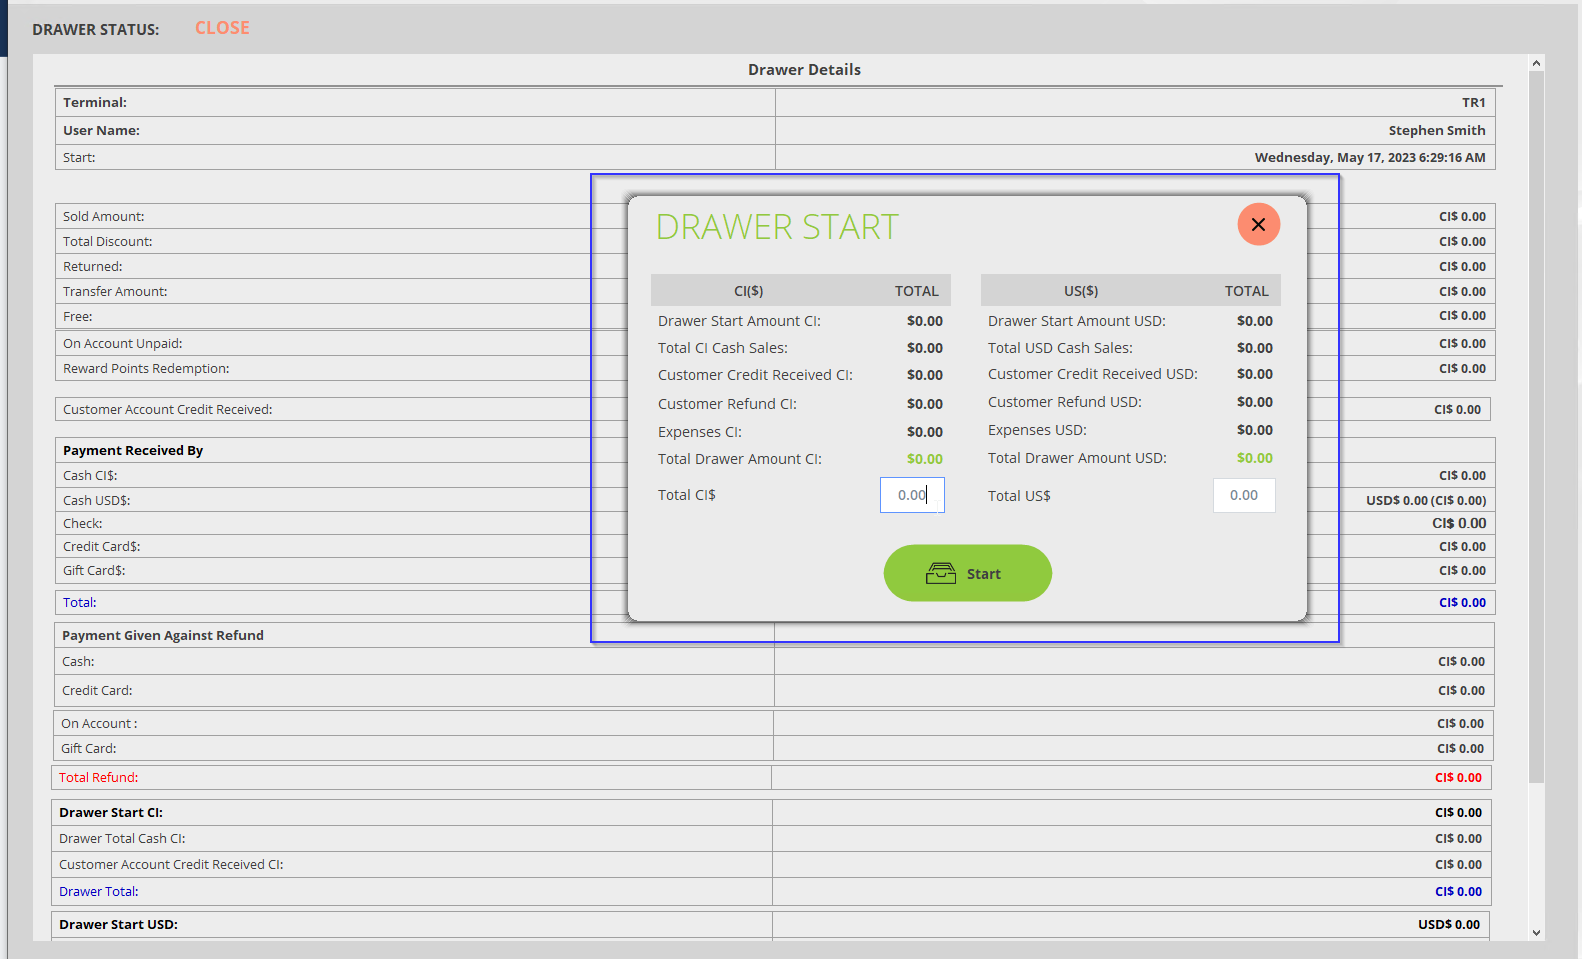 DRAWER STATUS: CLOSE
Drawer Details
Terminal: TR1
User Name: Stephen Smith
Start: Wednesday, May 17, 2023 6:29:16 AM
Sold Amount: CI$ 0.00
Total Discount: CI$ 0.00
Returned: CI$ 0.00
Transfer Amount: CI$ 0.00
Free: CI$ 0.00
On Account Unpaid: CI$ 0.00
Reward Points Redemption: CI$ 0.00
Customer Account Credit Received: CI$ 0.00
Payment Received By
Cash CI$: CI$ 0.00
Cash USD$: USD$ 0.00 (CI$ 0.00)
Check: CI$ 0.00
Credit Card$: CI$ 0.00
Gift Card$: CI$ 0.00
Total: CI$ 0.00
Payment Given Against Refund
Cash: CI$ 0.00
Credit Card: CI$ 0.00
On Account : CI$ 0.00
Gift Card: CI$ 0.00
Total Refund: CI$ 0.00
Drawer Start CI: CI$ 0.00
Drawer Total Cash CI: CI$ 0.00
Customer Account Credit Received CI: CI$ 0.00
Drawer Total: CI$ 0.00
Drawer Start USD: USD$ 0.00
DRAWER START
CI($) TOTAL
Drawer Start Amount CI: $0.00
Total CI Cash Sales: $0.00
Customer Credit Received CI: $0.00
Customer Refund CI: $0.00
Expenses CI: $0.00
Total Drawer Amount CI: $0.00
Total CI$ 0.00
US($) TOTAL
Drawer Start Amount USD: $0.00
Total USD Cash Sales: $0.00
Customer Credit Received USD: $0.00
Customer Refund USD: $0.00
Expenses USD: $0.00
Total Drawer Amount USD: $0.00
Total US$ 0.00
Start